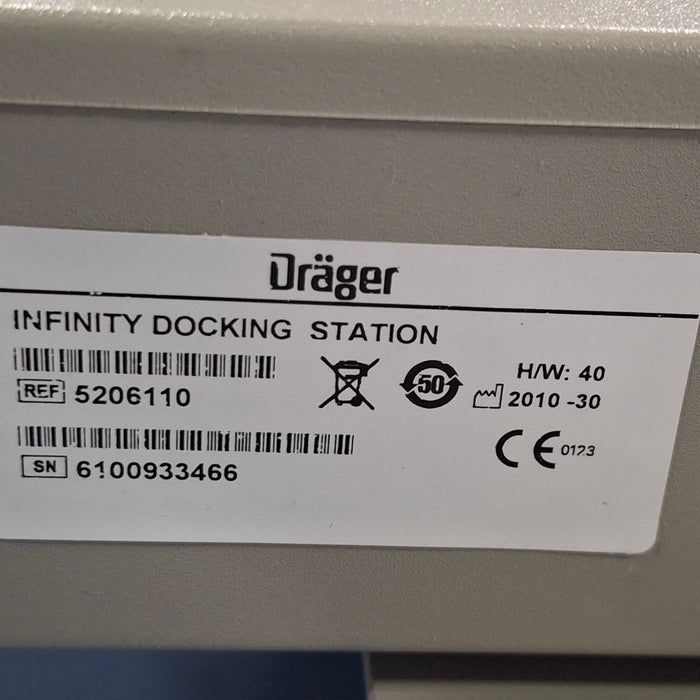 Dräger
INFINITY DOCKING STATION
REF 5206110
50
H/W: 40
2010 -30
SN 6100933466
CE 0123